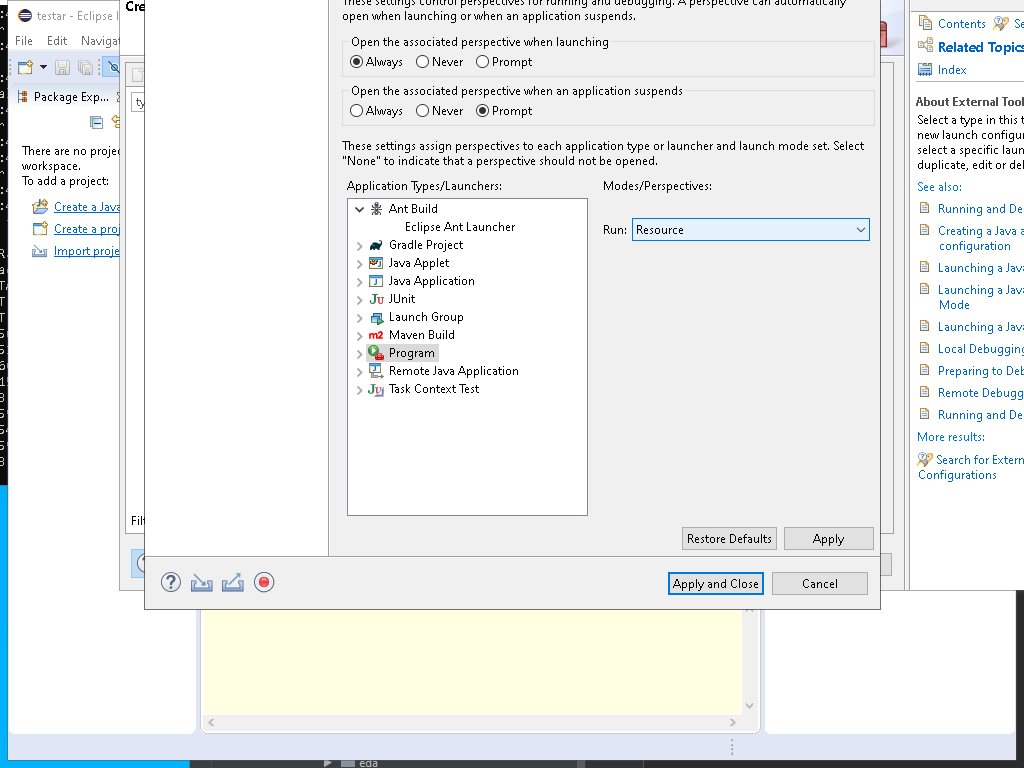 testar - Eclipse I
File Edit Navigat
Package Exp...
There are no proje
workspace.
To add a project:
Create a Java
Create a proj
Import proje
Cre
ty
Filt
These settings control perspectives for running and debugging. A perspective can automatically
open when launching or when an application suspends.
Open the associated perspective when launching
Always Never Prompt
Open the associated perspective when an application suspends
Always Never Prompt
These settings assign perspectives to each application type or launcher and launch mode set. Select
"None" to indicate that a perspective should not be opened.
Application Types/Launchers:
Ant Build
Eclipse Ant Launcher
Gradle Project
Java Applet
Java Application
JUnit
Launch Group
Maven Build
Program
Remote Java Application
Task Context Test
Modes/Perspectives:
Run: Resource
Restore Defaults Apply
Apply and Close Cancel
Contents Se
Related Topics
Index
About External Tool
Select a type in this t
new launch configur
select a specific laun
duplicate, edit or del
See also:
Running and De
Creating a Java a
configuration
Launching a Java
Launching a Java
Mode
Launching a Java
Local Debugging
Preparing to Deb
Remote Debugg
Running and De
More results:
Search for Extern
Configurations
eda